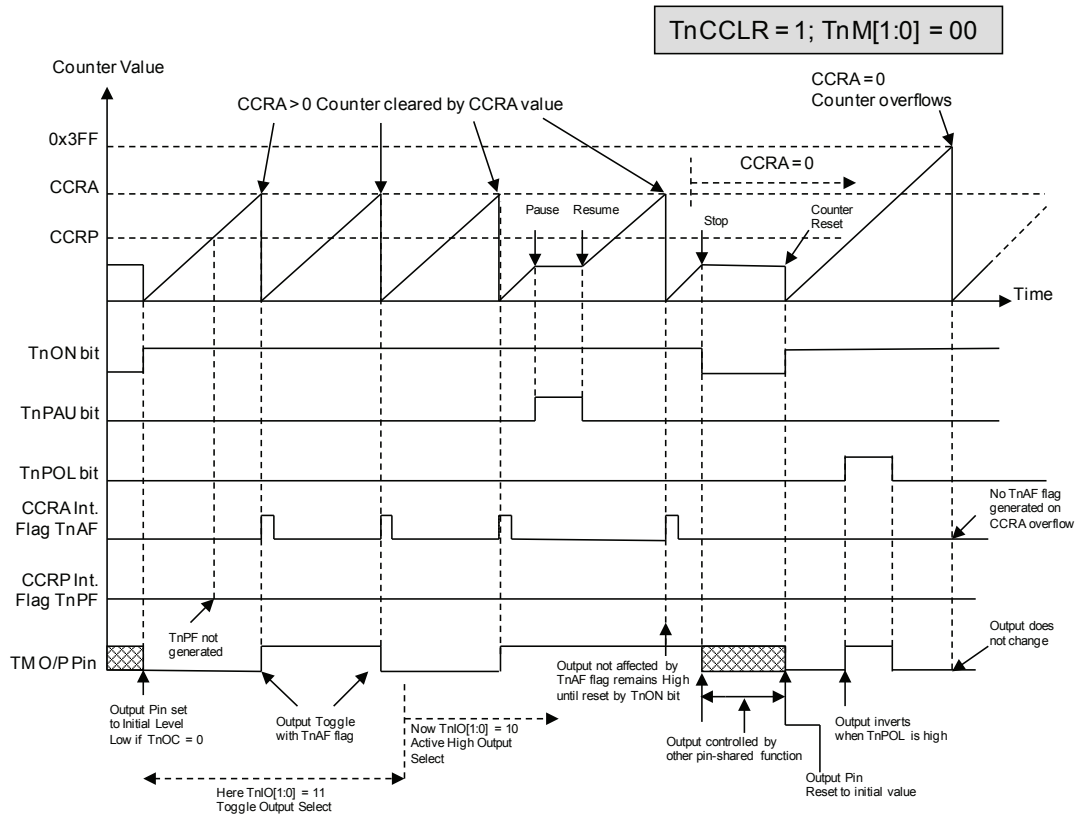 TnCCLR = 1; TnM[1:0] = 00
Counter Value
CCRA > 0 Counter cleared by CCRA value
CCRA = 0
Counter overflows
0x3FF
CCRA = 0
CCRA
CCRP
Pause
Resume
Stop
Counter
Reset
Time
TnON bit
TnPAU bit
TnPOL bit
No TnAF flag
generated on
CCRA overflow
CCRA Int.
Flag TnAF
CCRP Int.
Flag TnPF
TnPF not
generated
Output does
not change
TM O/P Pin
Output not affected by
TnAF flag remains High
until reset by TnON bit
Output Pin set
to Initial Level
Low if TnOC = 0
Output Toggle
with TnAF flag
Now TnIO[1:0] = 10
Active High Output
Select
Output controlled by
other pin-shared function
Output inverts
when TnPOL is high
Output Pin
Reset to initial value
Here TnIO[1:0] = 11
Toggle Output Select